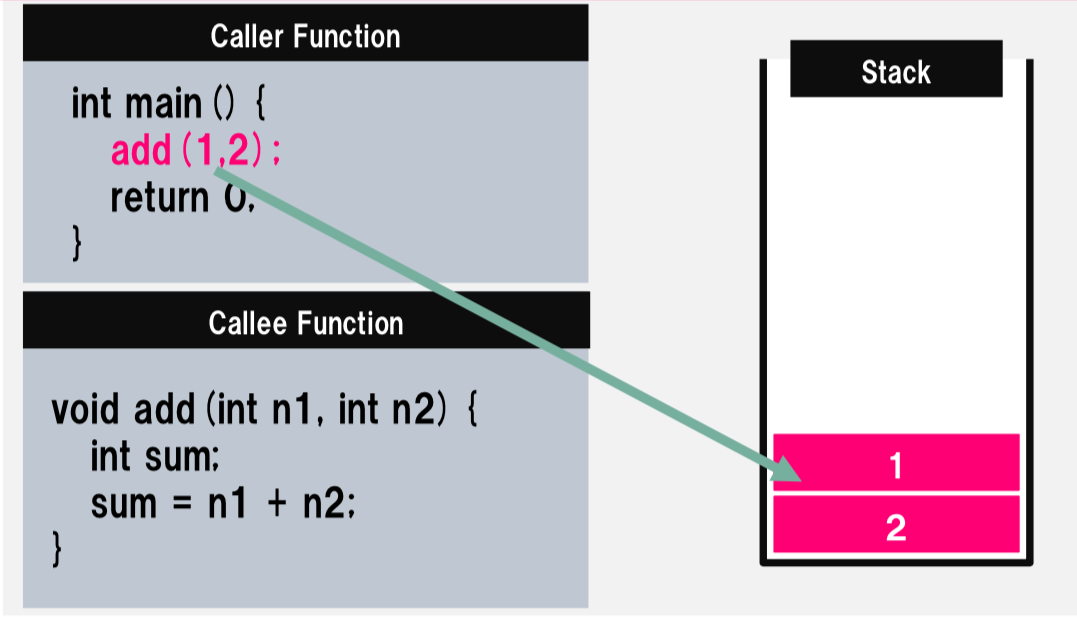 Caller Function
int main () {
add (1,2);
return 0;
}
Callee Function
void add (int n1, int n2) {
int sum;
sum = n1 + n2;
}
Stack
1
2